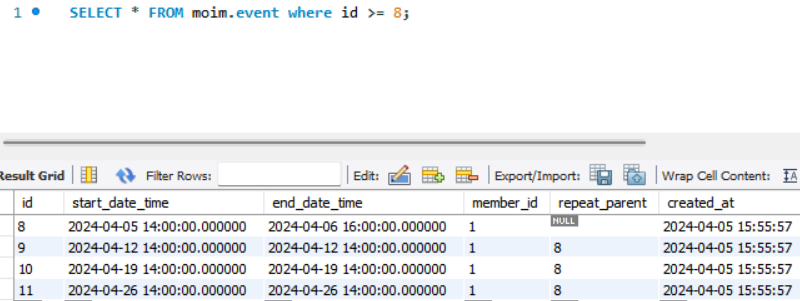 1 SELECT * FROM moim.event where id >= 8;
Result Grid Filter Rows: Edit: Export/Import: Wrap Cell Content: IA
id start_date_time end_date_time member_id repeat_parent created_at
8 2024-04-05 14:00:00.000000 2024-04-06 16:00:00.000000 1 NULL 2024-04-05 15:55:57
9 2024-04-12 14:00:00.000000 2024-04-12 14:00:00.000000 1 8 2024-04-05 15:55:57
10 2024-04-19 14:00:00.000000 2024-04-19 14:00:00.000000 1 8 2024-04-05 15:55:57
11 2024-04-26 14:00:00.000000 2024-04-26 14:00:00.000000 1 8 2024-04-05 15:55:57